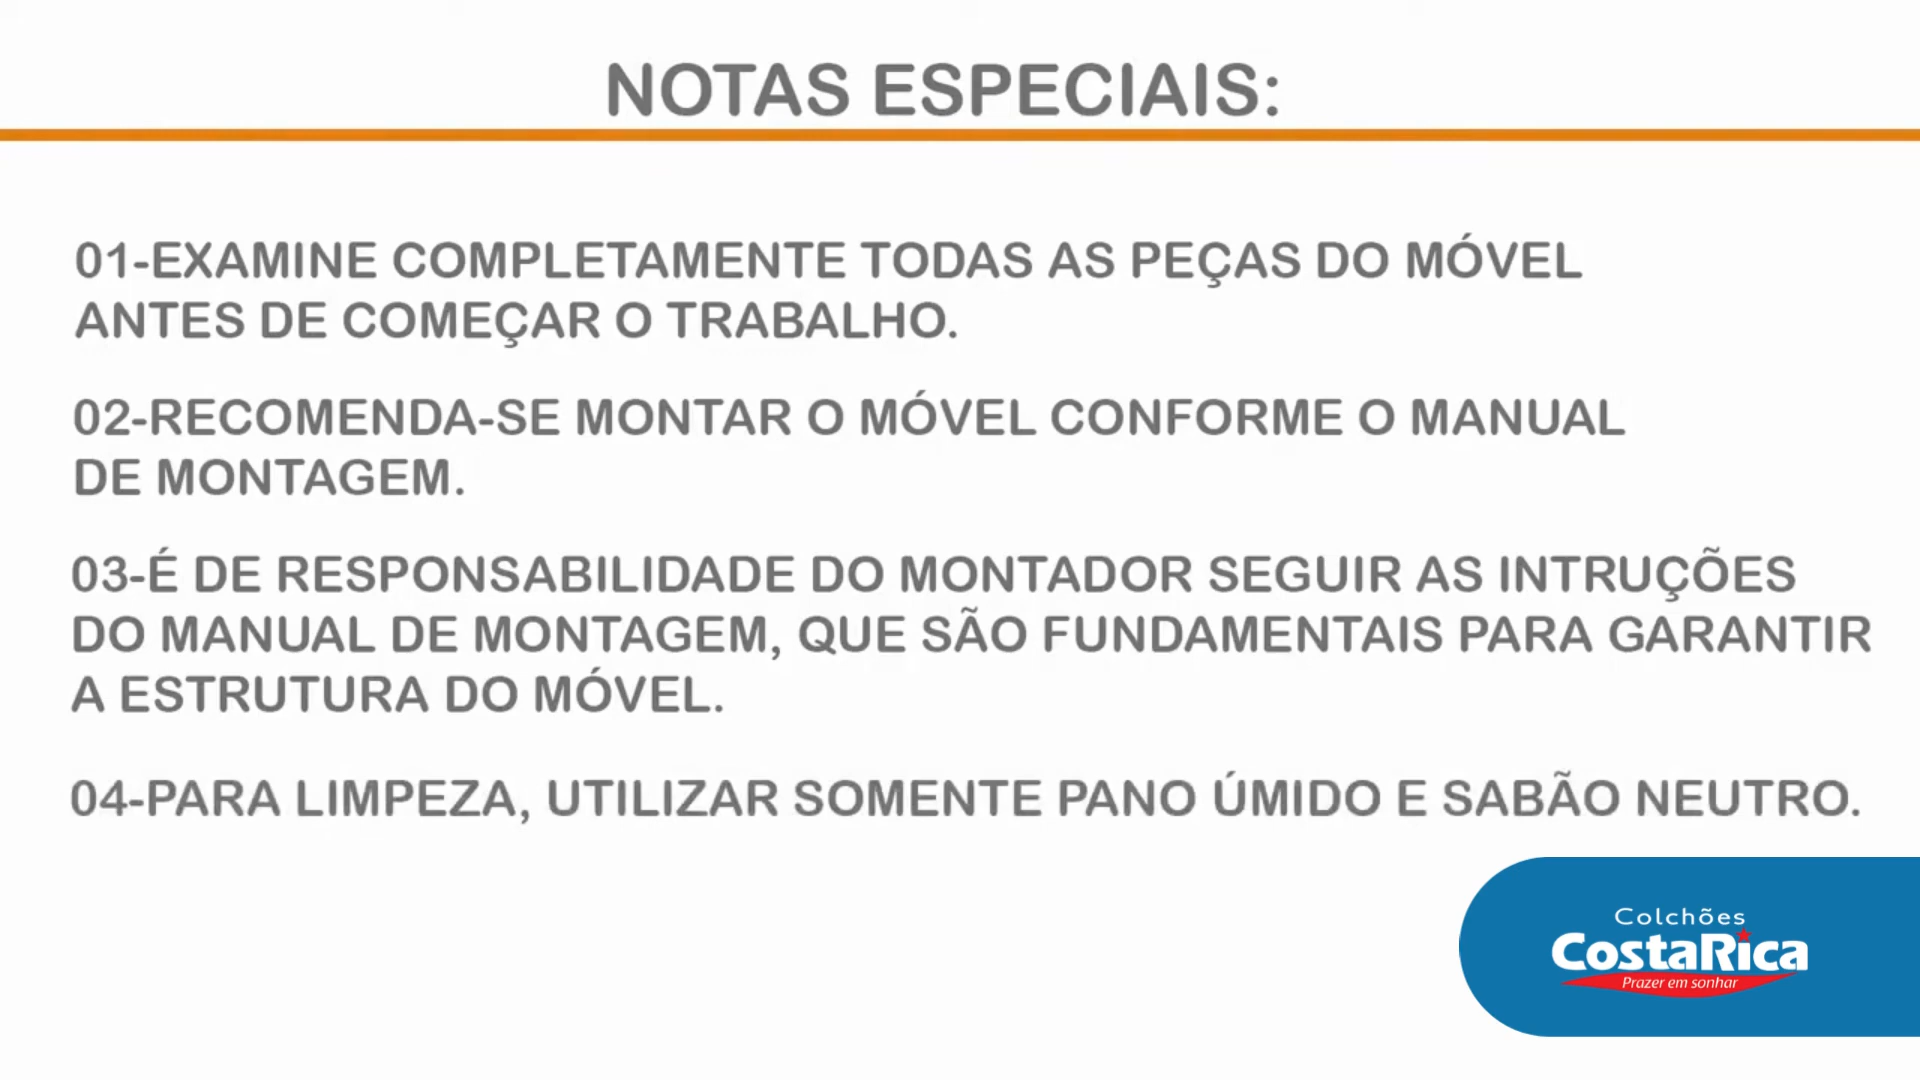 NOTAS ESPECIAIS:
01-EXAMINE COMPLETAMENTE TODAS AS PEÇAS DO MÓVEL
ANTES DE COMEÇAR O TRABALHO.
02-RECOMENDA-SE MONTAR O MÓVEL CONFORME O MANUAL
DE MONTAGEM.
03-É DE RESPONSABILIDADE DO MONTADOR SEGUIR AS INTRUÇÕES
DO MANUAL DE MONTAGEM, QUE SÃO FUNDAMENTAIS PARA GARANTIR
A ESTRUTURA DO MÓVEL.
04-PARA LIMPEZA, UTILIZAR SOMENTE PANO ÚMIDO E SABÃO NEUTRO.
Colchões
CostaRica
Prazer em sonhar